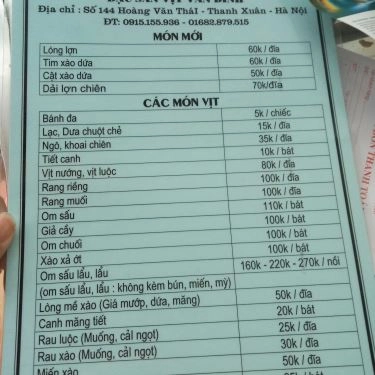 ĐẶC SẢN VỊT VÂN ĐÌNH
Địa chỉ : Số 144 Hoàng Văn Thái - Thanh Xuân - Hà Nội
ĐT: 0915.155.936 - 01682.879.515
MÓN MỚI
Lòng lợn 60k / đĩa
Tim xào dứa 60k / đĩa
Cật xào dứa 50k / đĩa
Dải lợn chiên 70k/đĩa
CÁC MÓN VỊT
Bánh đa 5k / chiếc
Lạc, Dưa chuột chẻ 15k / đĩa
Ngô, khoai chiên 35k / đĩa
Tiết canh 10k / bát
Vịt nướng, vịt luộc 80k / đĩa
Rang riềng 100k / đĩa
Rang muối 100k / đĩa
Om sấu 110k / bát
Giả cầy 100k / bát
Om chuối 100k / bát
Xào xả ớt 100k / bát
Om sấu lẩu, lẩu 160k - 220k - 270k / nồi
(om sấu lẩu, lẩu : không kèm bún, miến, mỳ)
Lòng mề xào (Giá mướp, dứa, măng) 50k / đĩa
Canh măng tiết 20k / bát
Rau luộc (Muống, cải ngọt) 25k / đĩa
Rau xào (Muống, cải ngọt) 30k / đĩa
Miến xào 50k / đĩa